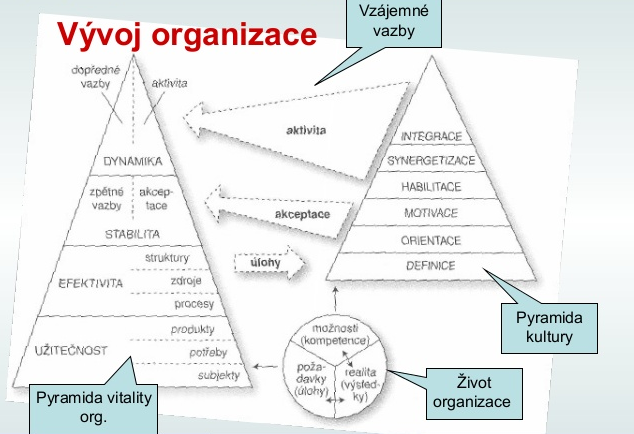 Vývoj organizace
Vzájemné
vazby
dopředné
vazby
aktivita
DYNAMIKA
zpětné
vazby
akcep-
tace
STABILITA
EFEKTIVITA
struktury
zdroje
procesy
UŽITEČNOST
produkty
potřeby
subjekty
Pyramida vitality
org.
aktivita
akceptace
úlohy
INTEGRACE
SYNERGETIZACE
HABILITACE
MOTIVACE
ORIENTACE
DEFINICE
Pyramida
kultury
možnosti
(kompetence)
poža-
davky
(úlohy)
realita
(výsled-
ky)
Život
organizace